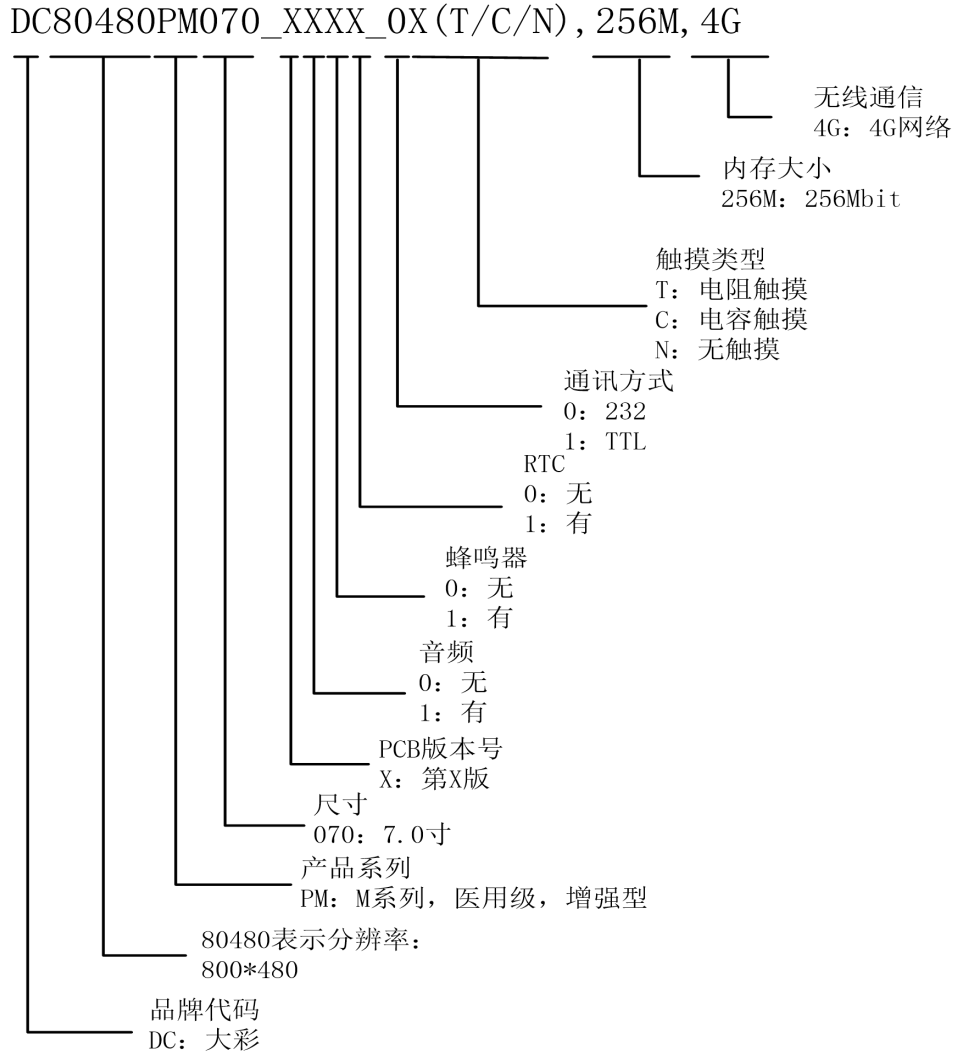 DC80480PM070_XXXX_0X(T/C/N),256M,4G
无线通信
4G：4G网络
内存大小
256M：256Mbit
触摸类型
T：电阻触摸
C：电容触摸
N：无触摸
通讯方式
0：232
1：TTL
RTC
0：无
1：有
蜂鸣器
0：无
1：有
音频
0：无
1：有
PCB版本号
X：第X版
尺寸
070：7.0寸
产品系列
PM：M系列，医用级，增强型
80480表示分辨率：
800*480
品牌代码
DC：大彩